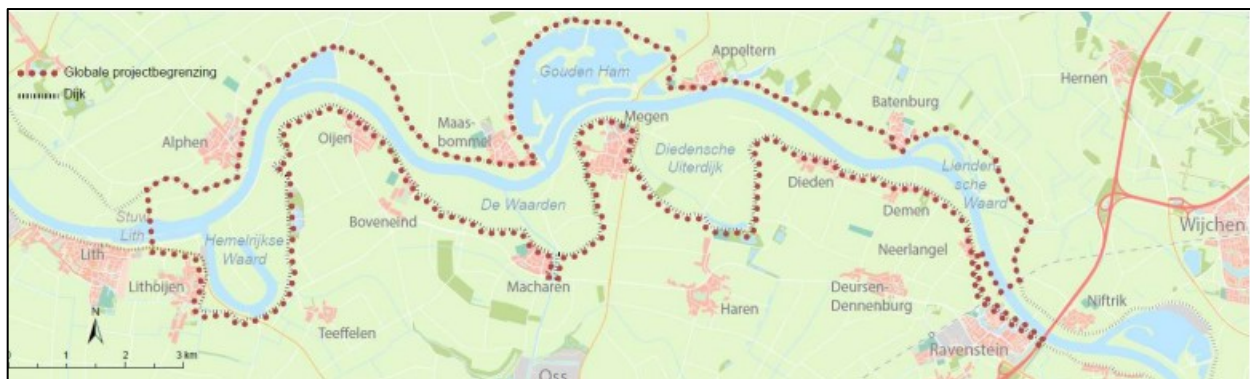 Globale projectbegrenzing
Dijk
Gouden Ham
Appeltern
Hernen
Batenburg
Alphen
Oijen
Maas-
bommel
Megen
Diedensche
Uiterdijk
Dieden
Liender-
sche
Waard
Demen
Wijchen
Stuw
Lith
Hemelrijkse
Waard
Boveneind
De Waarden
Neerlangel
Lith
Lithoijen
Macharen
Haren
Deursen-
Dennenburg
Niftrik
N
Teeffelen
Ravenstein
0 1 2 3 km
Oss